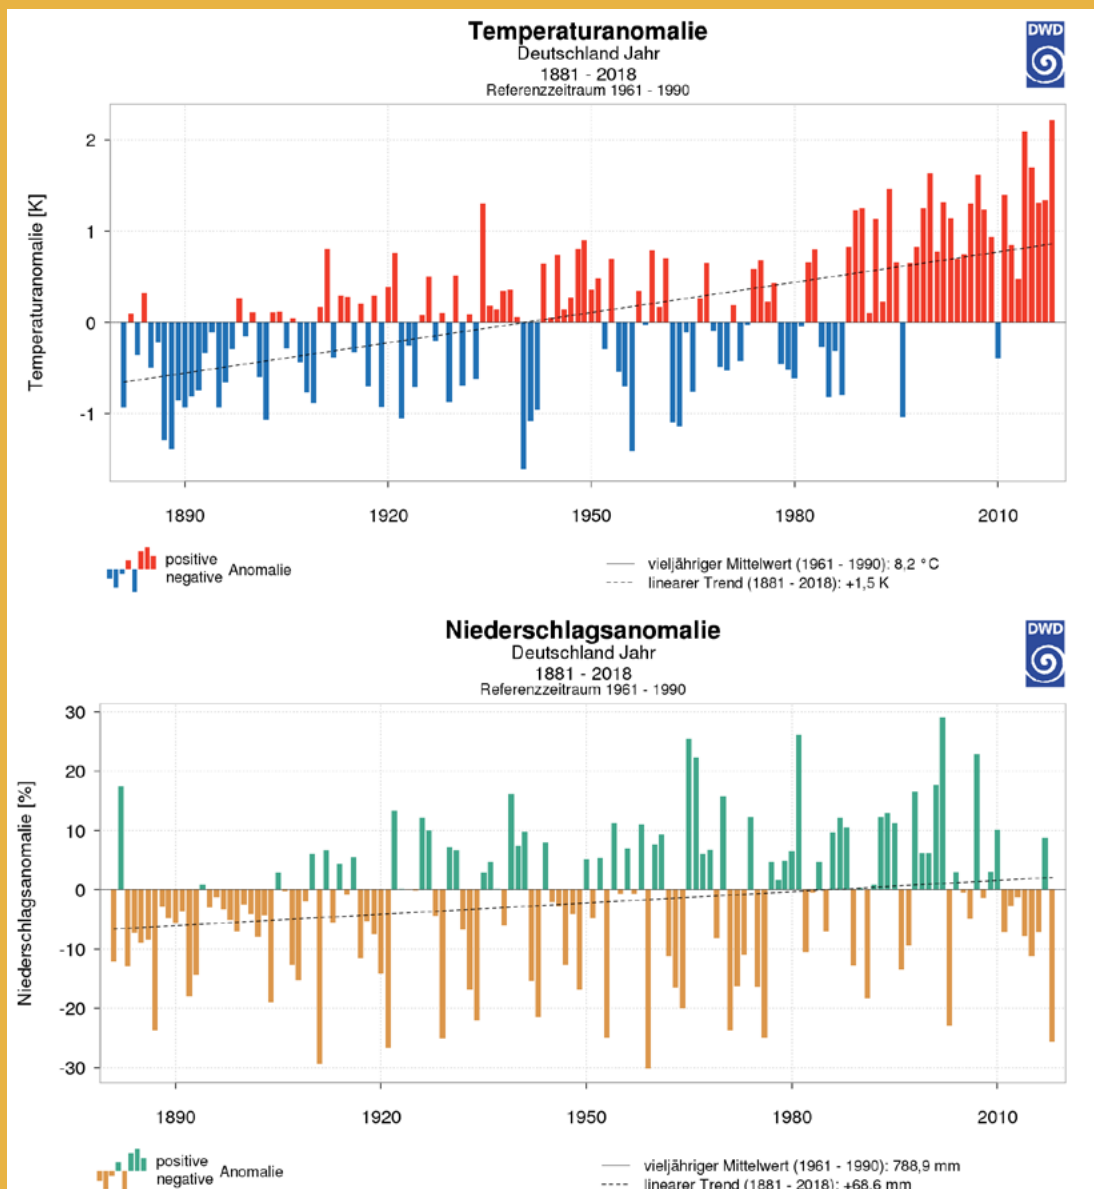 Temperaturanomalie
Deutschland Jahr
1881 - 2018
Referenzzeitraum 1961 - 1990
DWD
Temperaturanomalie [K]
2
1
0
-1
1890
1920
1950
1980
2010
positive
negative
Anomalie
vieljähriger Mittelwert (1961 - 1990): 8,2 °C
linearer Trend (1881 - 2018): +1,5 K
Niederschlagsanomalie
Deutschland Jahr
1881 - 2018
Referenzzeitraum 1961 - 1990
DWD
Niederschlagsanomalie [%]
30
20
10
0
-10
-20
-30
1890
1920
1950
1980
2010
positive
negative
Anomalie
vieljähriger Mittelwert (1961 - 1990): 788,9 mm
linearer Trend (1881 - 2018): +68,6 mm